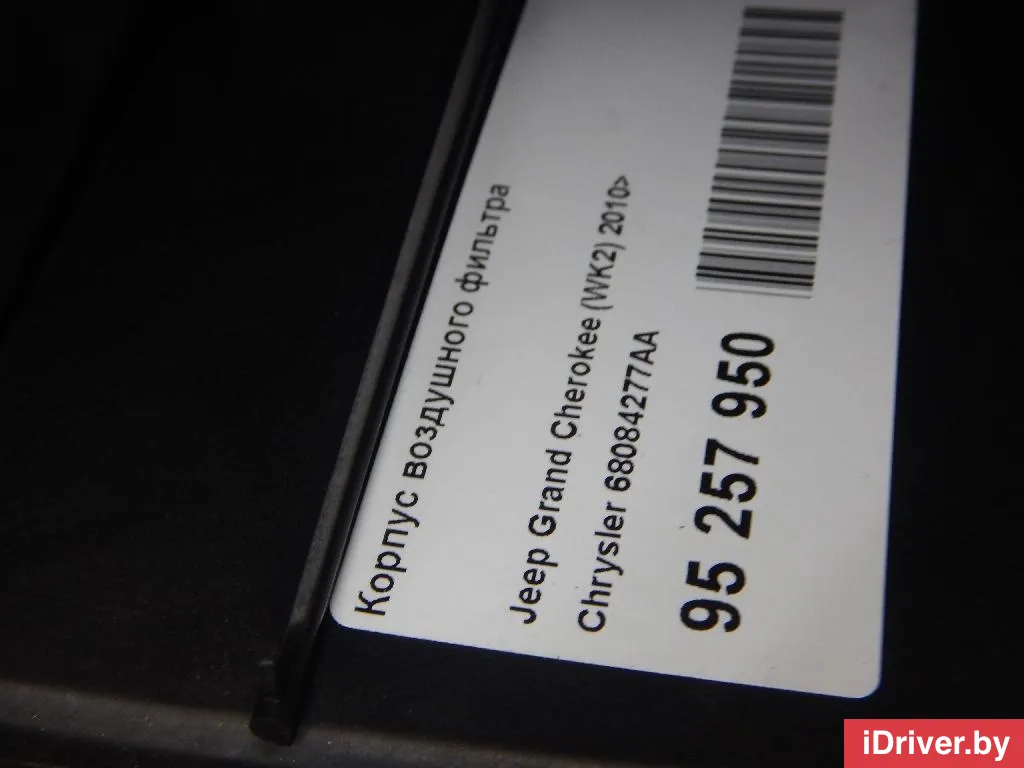 Корпус воздушного фильтра
Jeep Grand Cherokee (WK2) 2010>
Chrysler 68084277AA
95 257 950
iDriver.by